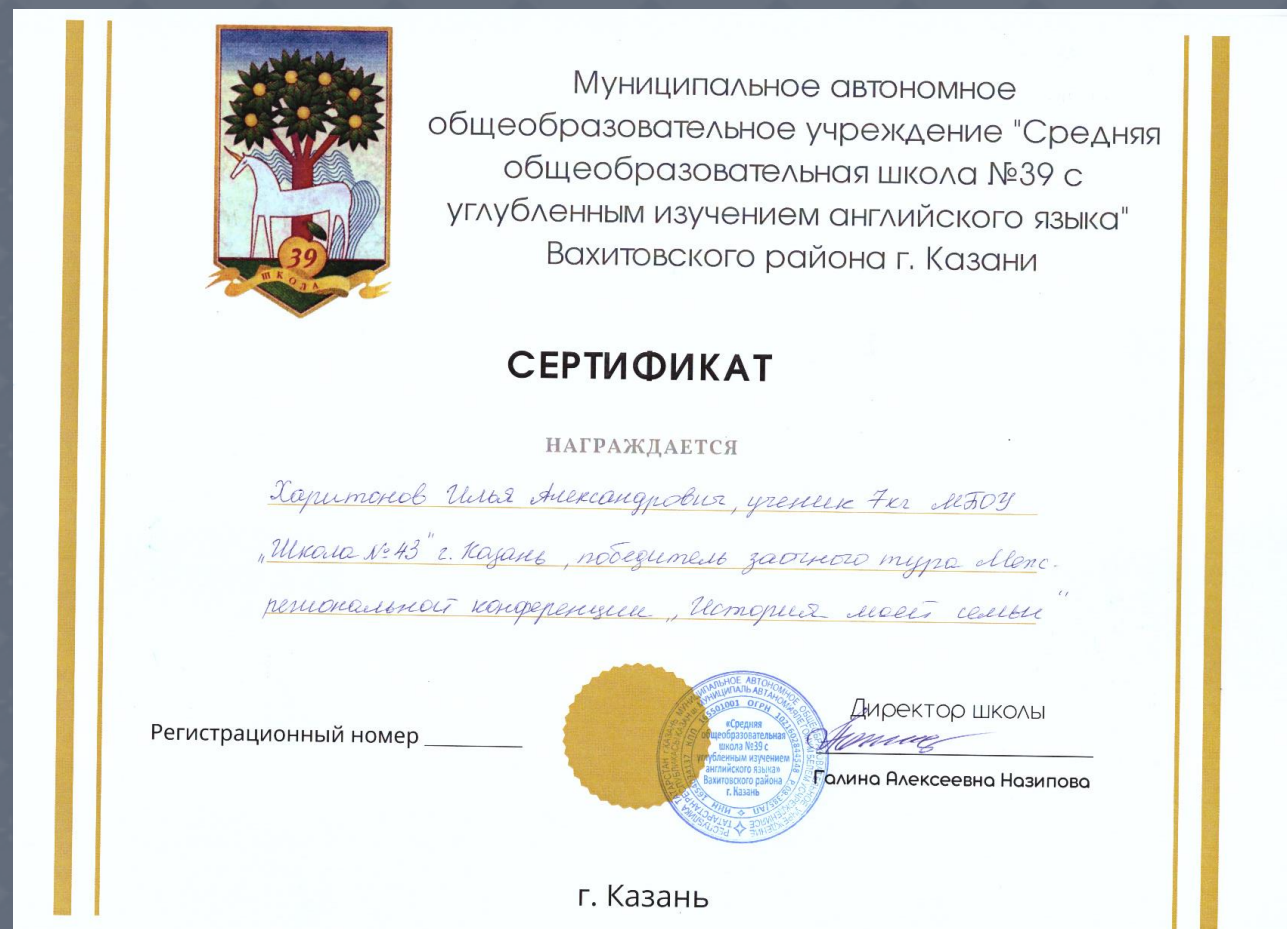 Муниципальное автономное
общеобразовательное учреждение "Средняя
общеобразовательная школа №39 с
углубленным изучением английского языка"
Вахитовского района г. Казани
39
ШКОЛА
СЕРТИФИКАТ
НАГРАЖДАЕТСЯ
Харитонов Илья Александрович, ученик 7кг МБОУ
„Школа №43" г. Казань, победитель заочного тура Меж-
региональной конференции „История моей семьи"
Регистрационный номер
«Средняя
общеобразовательная
школа №39 с
углубленным изучением
английского языка»
Вахитовского района
г. Казань
Директор школы
Галина Алексеевна Назипова
г. Казань